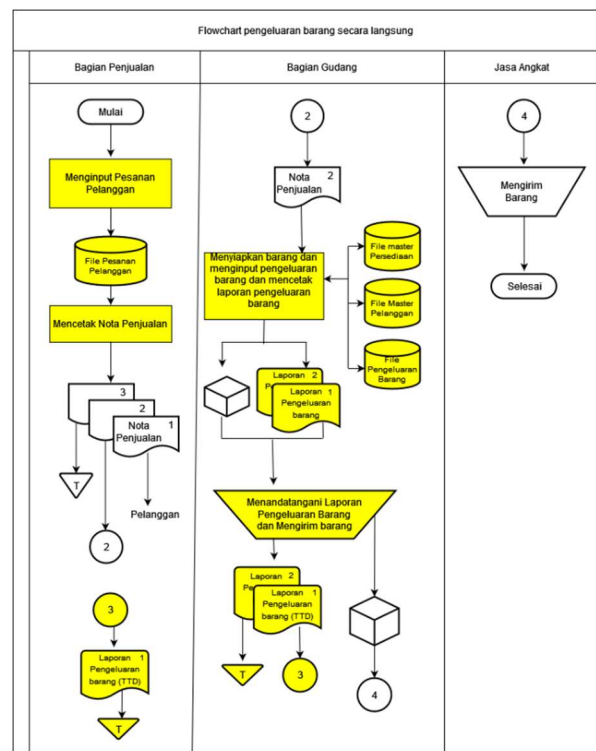 Flowchart pengeluaran barang secara langsung
Bagian Penjualan
Bagian Gudang
Jasa Angkat
Mulai
Menginput Pesanan
Pelanggan
File Pesanan
Pelanggan
Mencetak Nota Penjualan
3
2
Nota 1
Penjualan
T
Pelanggan
2
3
Laporan 1
Pengeluaran
barang (TTD)
T
2
Nota 2
Penjualan
Menyiapkan barang dan
menginput pengeluaran
barang dan mencetak
laporan pengeluaran
barang
File master
Persediaan
File Master
Pelanggan
File
Pengeluaran
Barang
Laporan 2
Laporan 1
Pengeluaran
barang
Menandatangani Laporan
Pengeluaran Barang
dan Mengirim barang
Laporan 2
Laporan 1
Pengeluaran
barang (TTD)
T
3
4
4
Mengirim
Barang
Selesai